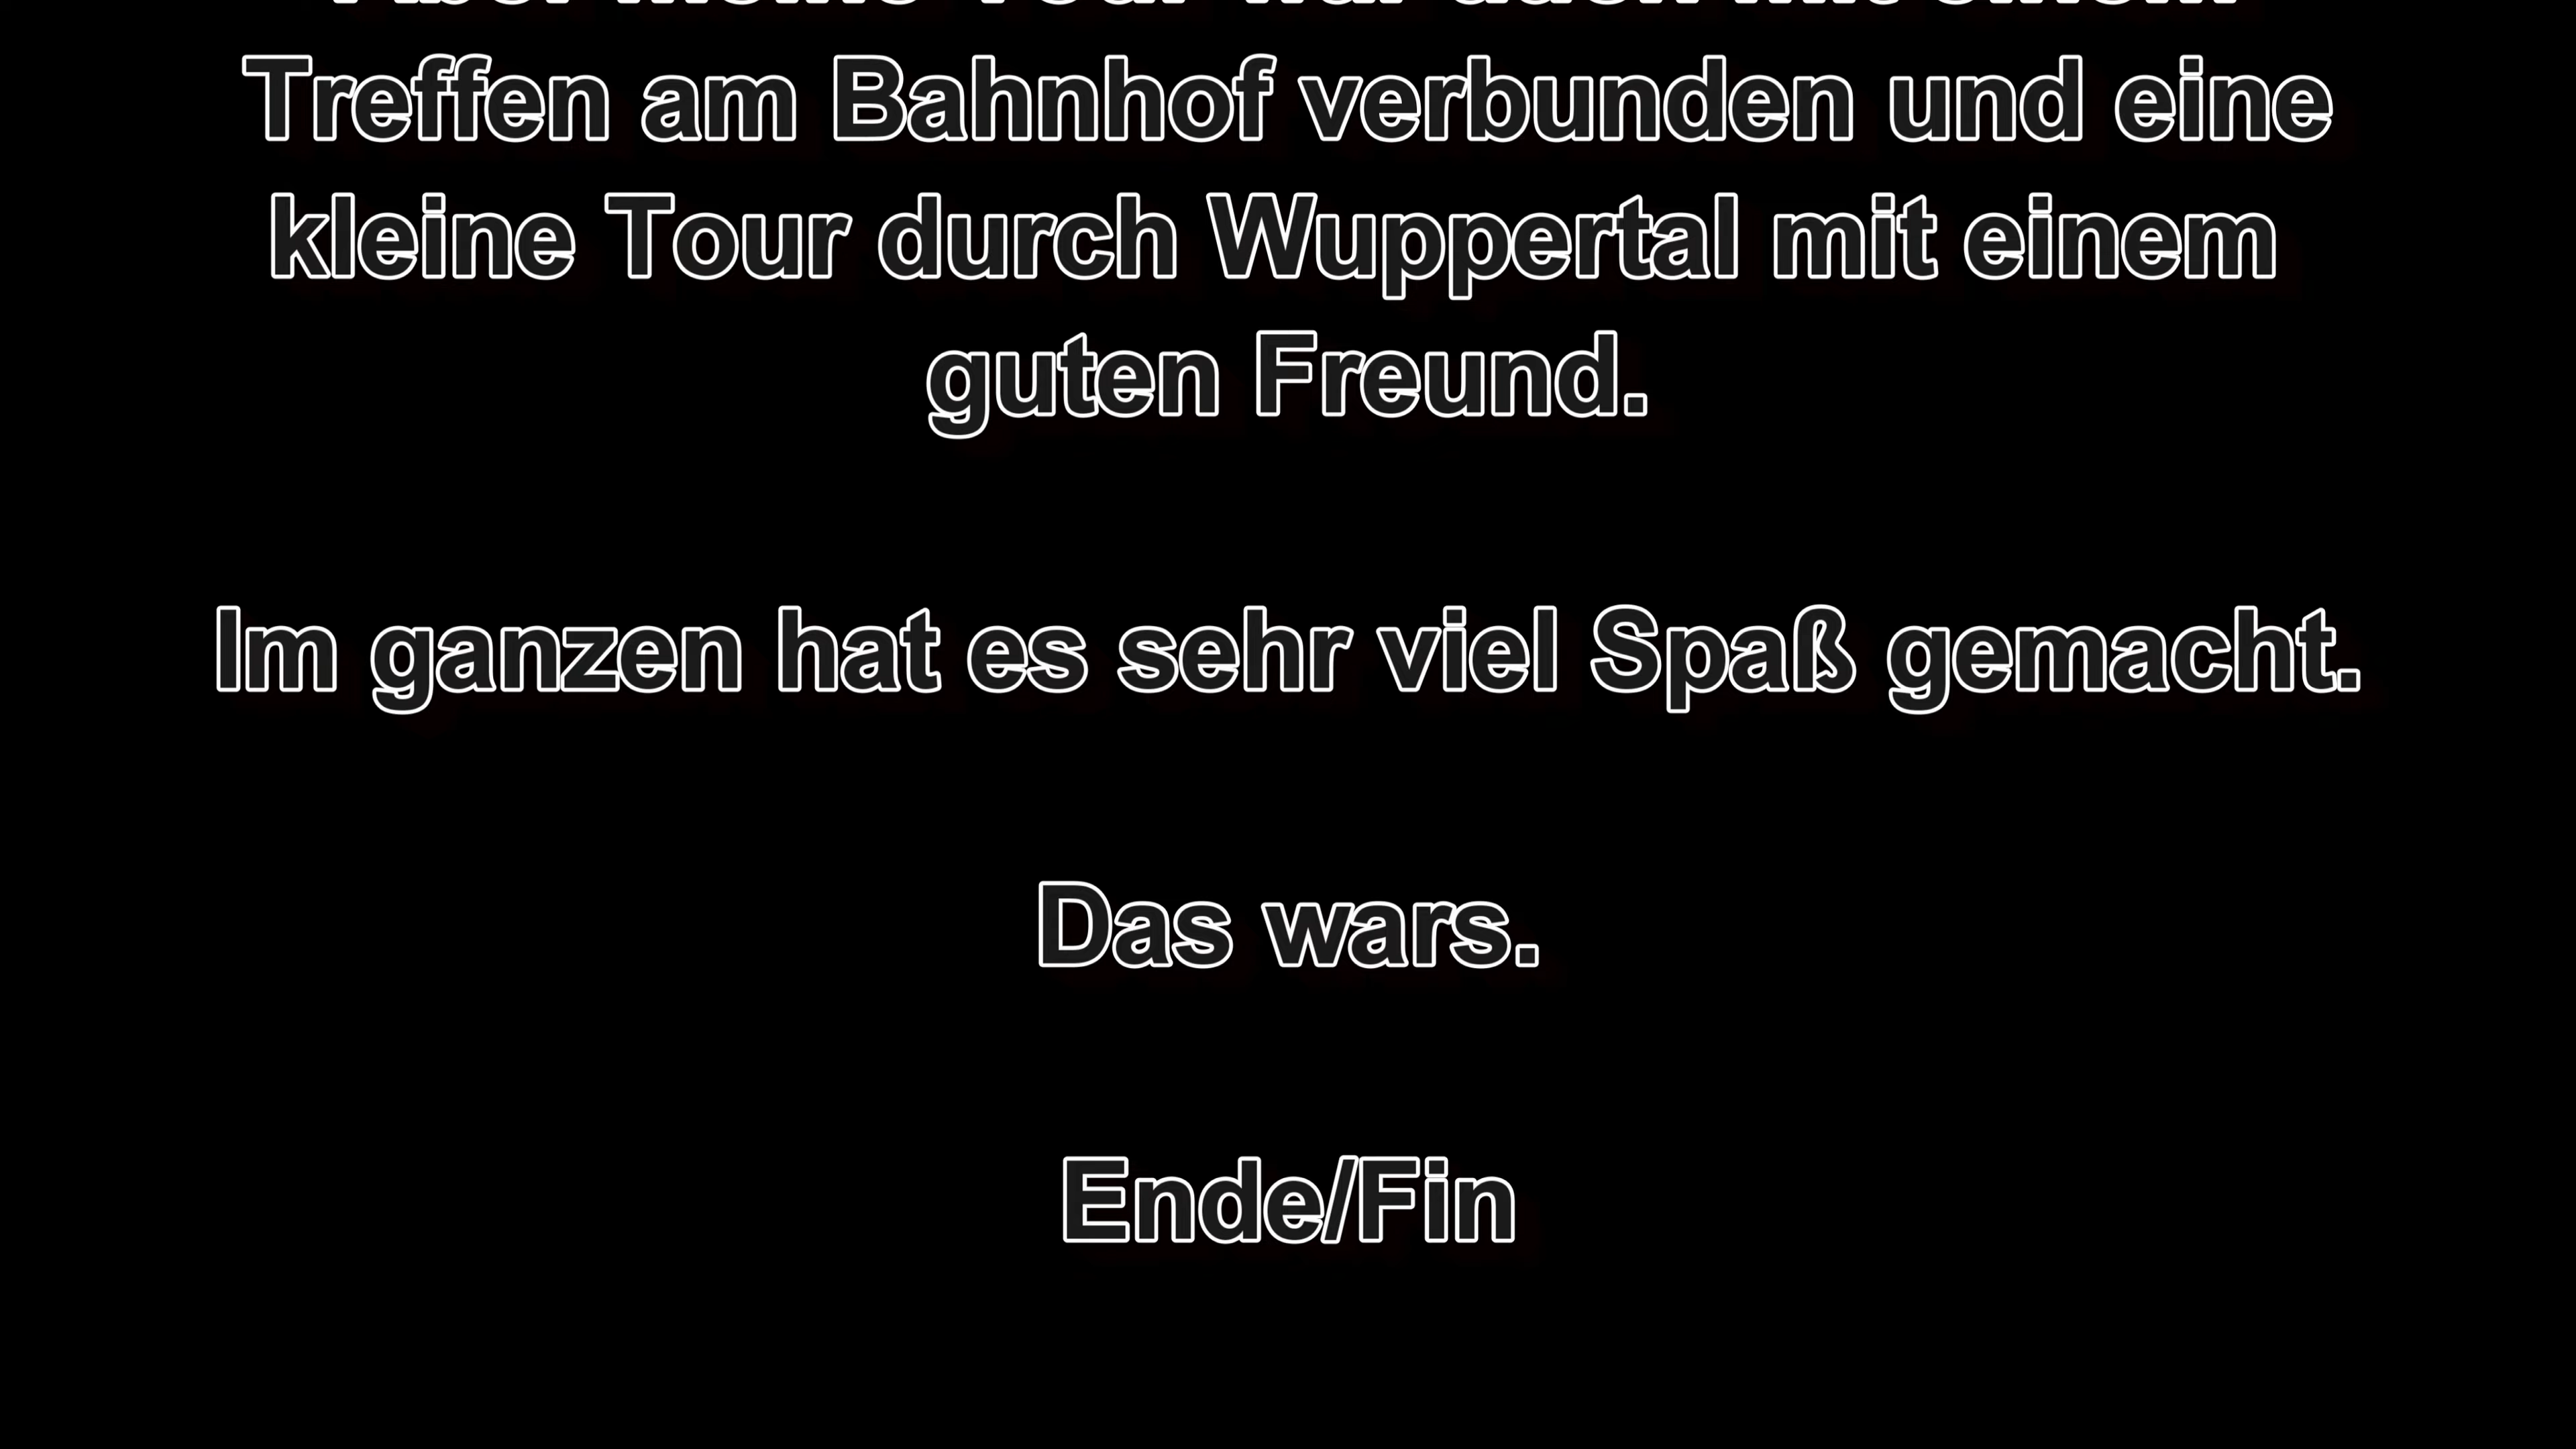 Treffen am Bahnhof verbunden und eine
kleine Tour durch Wuppertal mit einem
guten Freund.
Im ganzen hat es sehr viel Spaß gemacht.
Das wars.
Ende/Fin